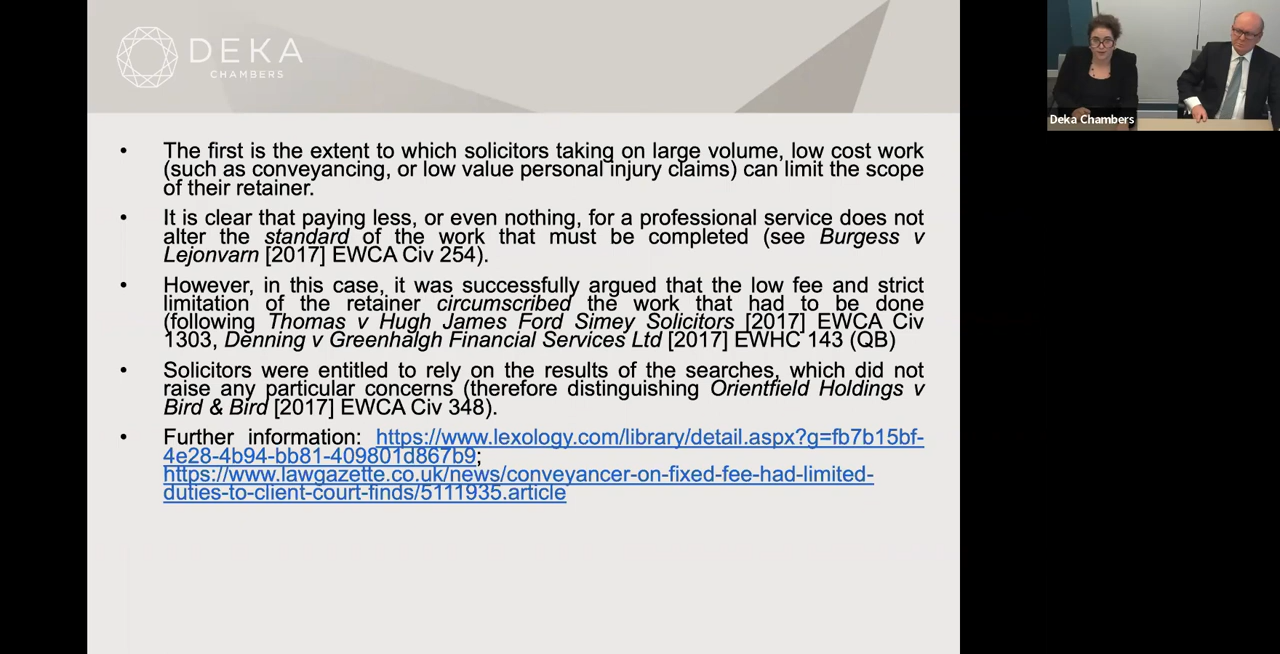 DEKA
CHAMBERS
Deka Chambers
• The first is the extent to which solicitors taking on large volume, low cost work
(such as conveyancing, or low value personal injury claims) can limit the scope
of their retainer.
• It is clear that paying less, or even nothing, for a professional service does not
alter the standard of the work that must be completed (see Burgess v
Lejonvarn [2017] EWCA Civ 254).
• However, in this case, it was successfully argued that the low fee and strict
limitation of the retainer circumscribed the work that had to be done
(following Thomas v Hugh James Ford Simey Solicitors [2017] EWCA Civ
1303, Denning v Greenhalgh Financial Services Ltd [2017] EWHC 143 (QB)
• Solicitors were entitled to rely on the results of the searches, which did not
raise any particular concerns (therefore distinguishing Orientfield Holdings v
Bird & Bird [2017] EWCA Civ 348).
• Further information: https://www.lexology.com/library/detail.aspx?g=fb7b15bf-
4e28-4b94-bb81-409801d867b9;
https://www.lawgazette.co.uk/news/conveyancer-on-fixed-fee-had-limited-
duties-to-client-court-finds/5111935.article